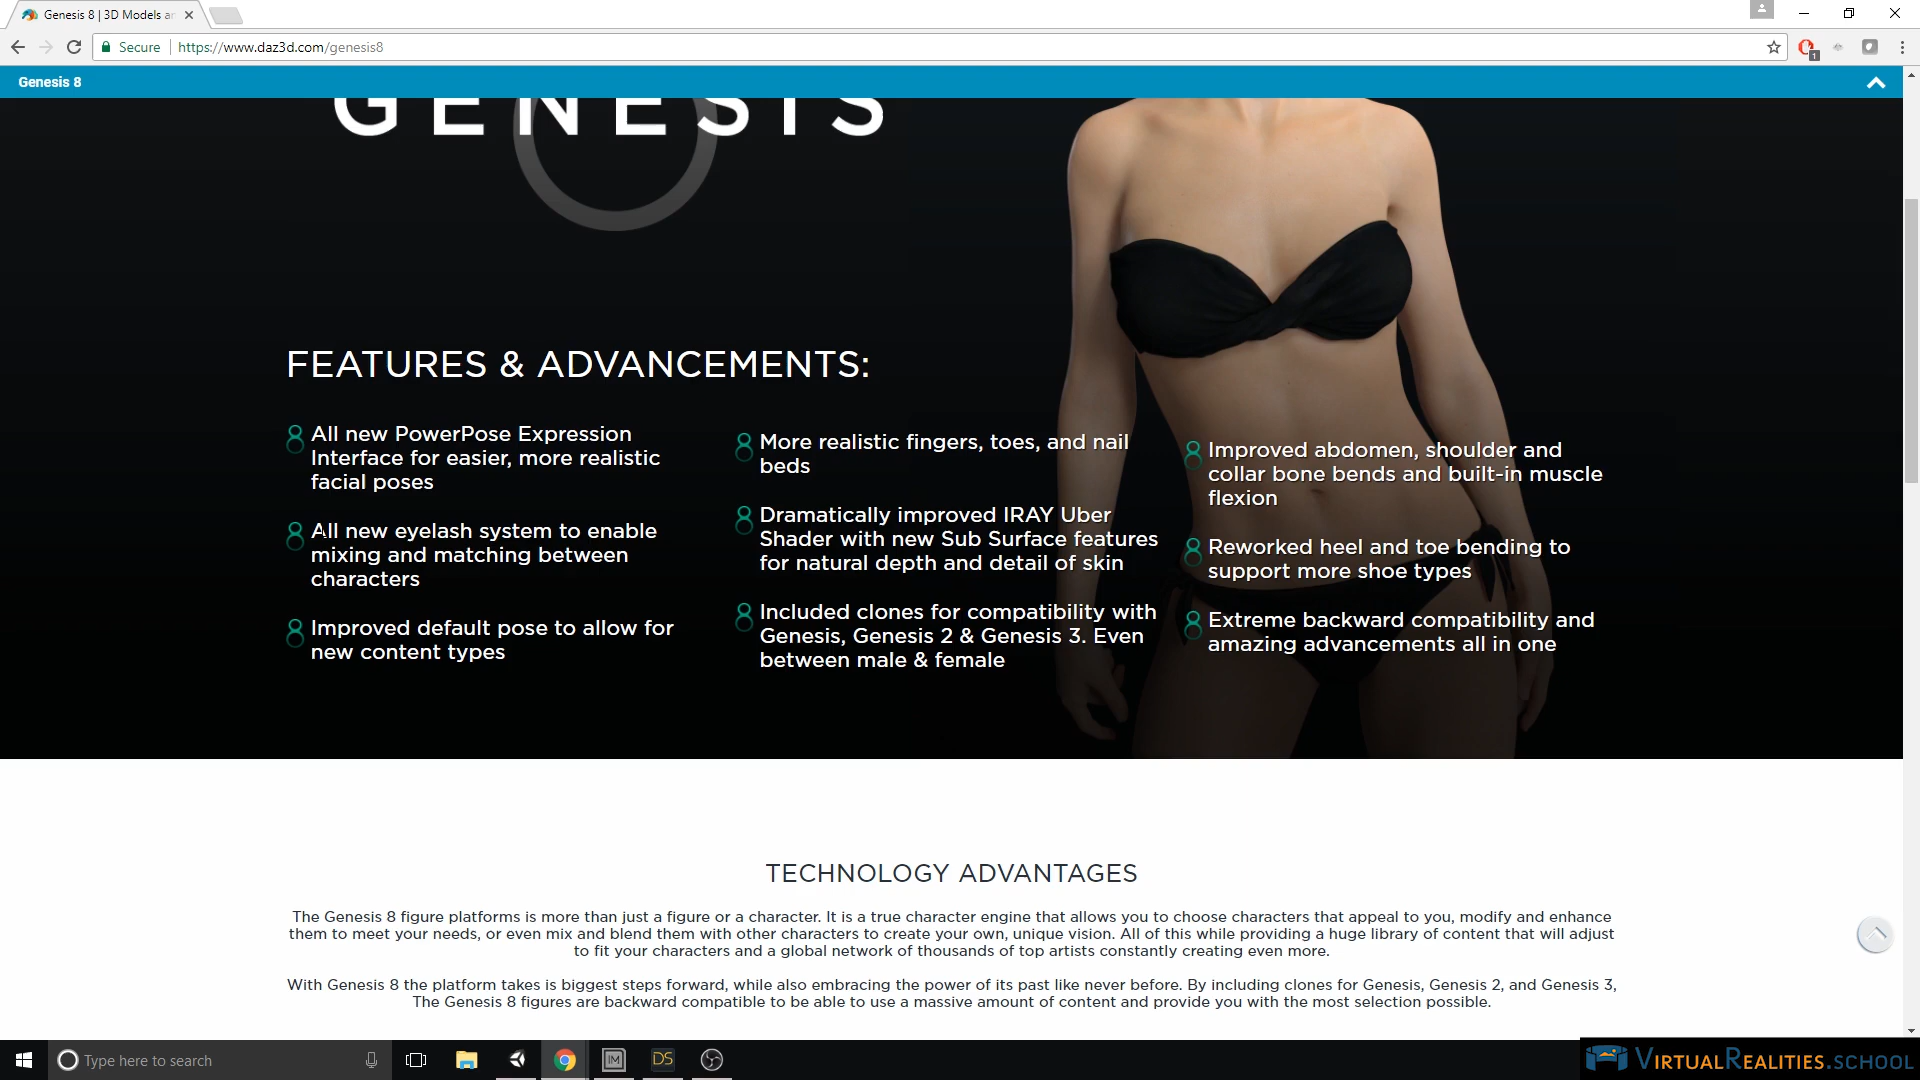 Genesis 8 | 3D Models ar
Secure
https://www.daz3d.com/genesis8
1
Genesis 8
GENESIS
FEATURES & ADVANCEMENTS:
All new PowerPose Expression
Interface for easier, more realistic
facial poses
All new eyelash system to enable
mixing and matching between
characters
Improved default pose to allow for
new content types
More realistic fingers, toes, and nail
beds
Dramatically improved IRAY Uber
Shader with new Sub Surface features
for natural depth and detail of skin
Included clones for compatibility with
Genesis, Genesis 2 & Genesis 3. Even
between male & female
Improved abdomen, shoulder and
collar bone bends and built-in muscle
flexion
Reworked heel and toe bending to
support more shoe types
Extreme backward compatibility and
amazing advancements all in one
TECHNOLOGY ADVANTAGES
The Genesis 8 figure platforms is more than just a figure or a character. It is a true character engine that allows you to choose characters that appeal to you, modify and enhance
them to meet your needs, or even mix and blend them with other characters to create your own, unique vision. All of this while providing a huge library of content that will adjust
to fit your characters and a global network of thousands of top artists constantly creating even more.
With Genesis 8 the platform takes is biggest steps forward, while also embracing the power of its past like never before. By including clones for Genesis, Genesis 2, and Genesis 3,
The Genesis 8 figures are backward compatible to be able to use a massive amount of content and provide you with the most selection possible.
Type here to search
IM
DS
VIRTUALREALITIES.SCHOOL